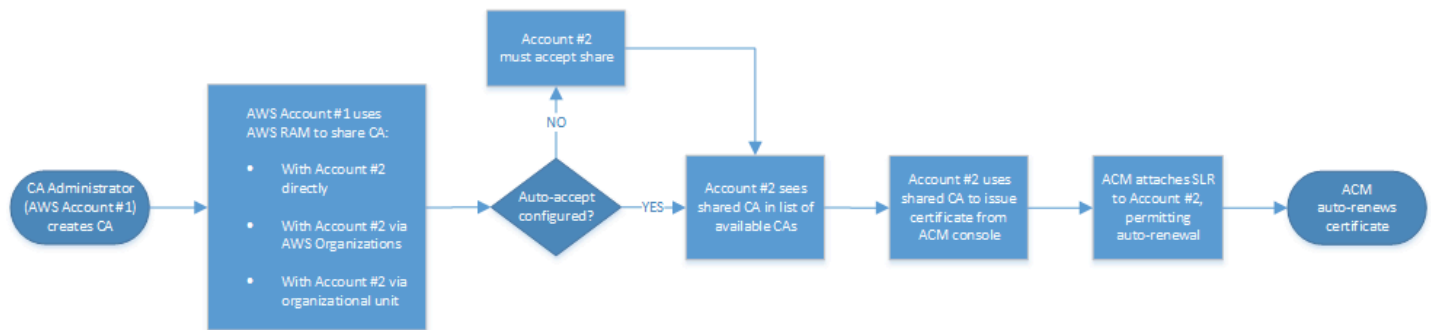 CA Administrator
(AWS Account #1)
creates CA
AWS Account #1 uses
AWS RAM to share CA:
• With Account #2
directly
• With Account #2 via
AWS Organizations
• With Account #2 via
organizational unit
Auto-accept
configured?
NO
Account #2
must accept share
YES
Account #2 sees
shared CA in list of
available CAs
Account #2 uses
shared CA to issue
certificate from
ACM console
ACM attaches SLR
to Account #2,
permitting
auto-renewal
ACM
auto-renews
certificate